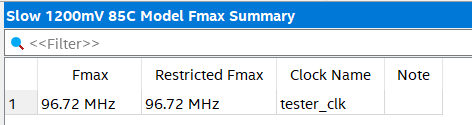 Slow 1200mV 85C Model Fmax Summary
<<Filter>>
Fmax Restricted Fmax Clock Name Note
1 96.72 MHz 96.72 MHz tester_clk